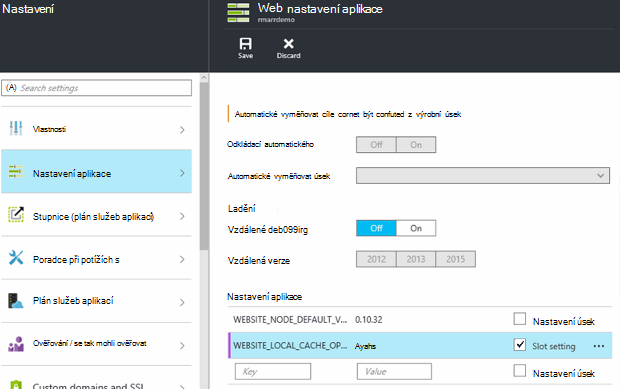 Nastavení
Web nastavení aplikace
rmarrdemo
Save
Discard
(A) Search settings
Vlastnosti
Nastavení aplikace
Stupnice (plán služeb aplikací)
Poradce při potížích s
Plán služeb aplikací
Ověřování / se tak mohli ověřovat
Custom domains and SSL
Automatické vyměňovat cíle cornet být confuted z výrobní úsek
Odkládací automatického
Off
On
Automatické vyměňovat úsek
Ladění
Vzdálené deb099irg
Off
On
Vzdálená verze
2012
2013
2015
Nastavení aplikace
WEBSITE_NODE_DEFAULT_V...
0.10.32
Nastavení úsek
WEBSITE_LOCAL_CACHE_OP...
Ayahs
Slot setting
...
Key
Value
Nastavení úsek